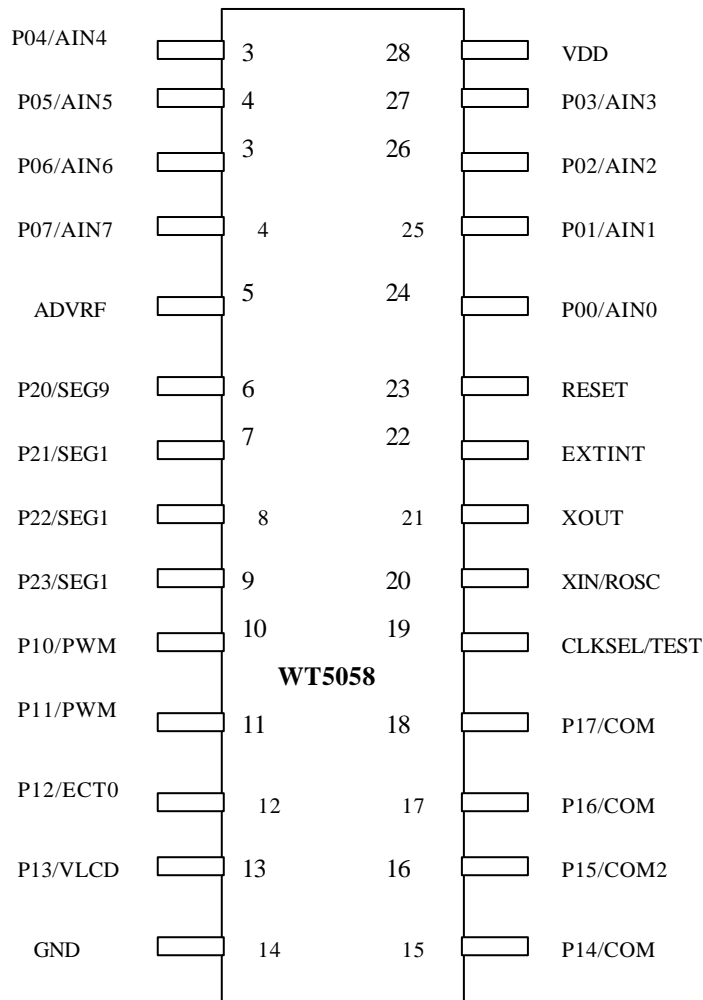 P04/AIN4 3 28 VDD
P05/AIN5 4 27 P03/AIN3
P06/AIN6 3 26 P02/AIN2
P07/AIN7 4 25 P01/AIN1
ADVRF 5 24 P00/AIN0
P20/SEG9 6 23 RESET
P21/SEG1 7 22 EXTINT
P22/SEG1 8 21 XOUT
P23/SEG1 9 20 XIN/ROSC
P10/PWM 10 19 CLKSEL/TEST
WT5058
P11/PWM 11 18 P17/COM
P12/ECT0 12 17 P16/COM
P13/VLCD 13 16 P15/COM2
GND 14 15 P14/COM